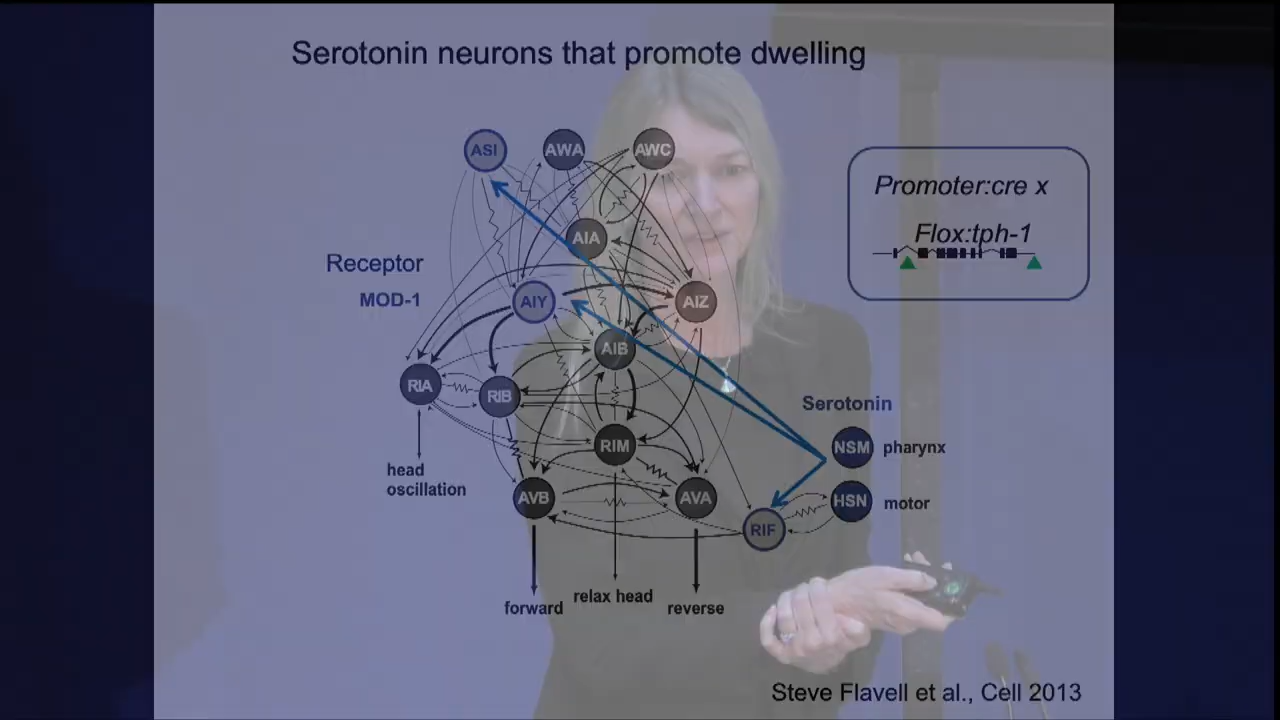 Serotonin neurons that promote dwelling
ASI
AWA
AWC
Promoter:cre x
Flox:tph-1
AIA
Receptor
MOD-1
AIY
AIZ
AIB
RIA
RIB
Serotonin
RIM
NSM
pharynx
head
oscillation
AVB
AVA
HSN
motor
RIF
forward
relax head
reverse
Steve Flavell et al., Cell 2013